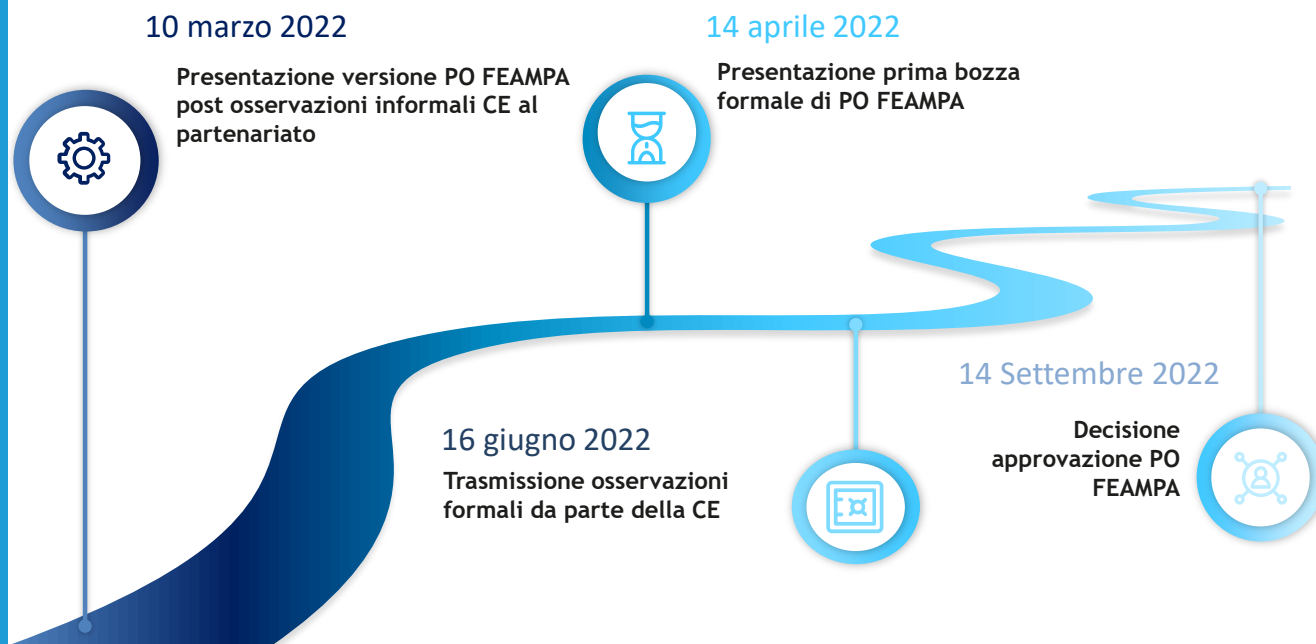 10 marzo 2022
Presentazione versione PO FEAMPA
post osservazioni informali CE al
partenariato
14 aprile 2022
Presentazione prima bozza
formale di PO FEAMPA
16 giugno 2022
Trasmissione osservazioni
formali da parte della CE
14 Settembre 2022
Decisione
approvazione PO
FEAMPA